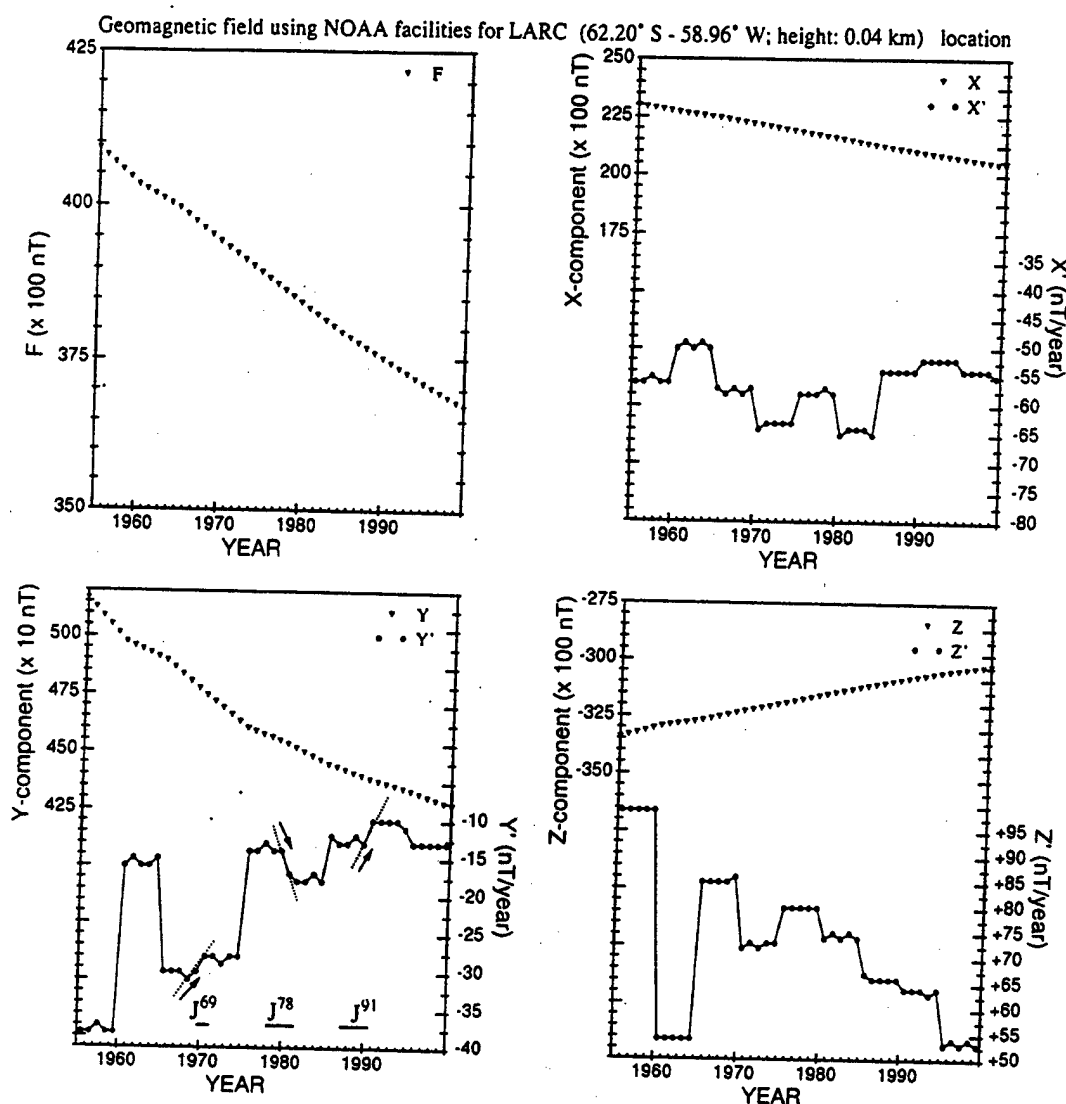 Geomagnetic field using NOAA facilities for LARC (62.20° S - 58.96° W; height: 0.04 km) location
425
400
375
350
F (x 100 nT)
F
1960 1970 1980 1990
YEAR
250
225
200
175
X-component (x 100 nT)
X
X'
-35
-40
-45
-50
-55
-60
-65
-70
-75
-80
X' (nT/year)
1960 1970 1980 1990
YEAR
500
475
450
425
Y-component (x 10 nT)
Y
Y'
-10
-15
-20
-25
-30
-35
-40
Y' (nT/year)
J69 J78 J91
1960 1970 1980 1990
YEAR
-275
-300
-325
-350
Z-component (x 100 nT)
Z
Z'
+95
+90
+85
+80
+75
+70
+65
+60
+55
+50
Z' (nT/year)
1960 1970 1980 1990
YEAR